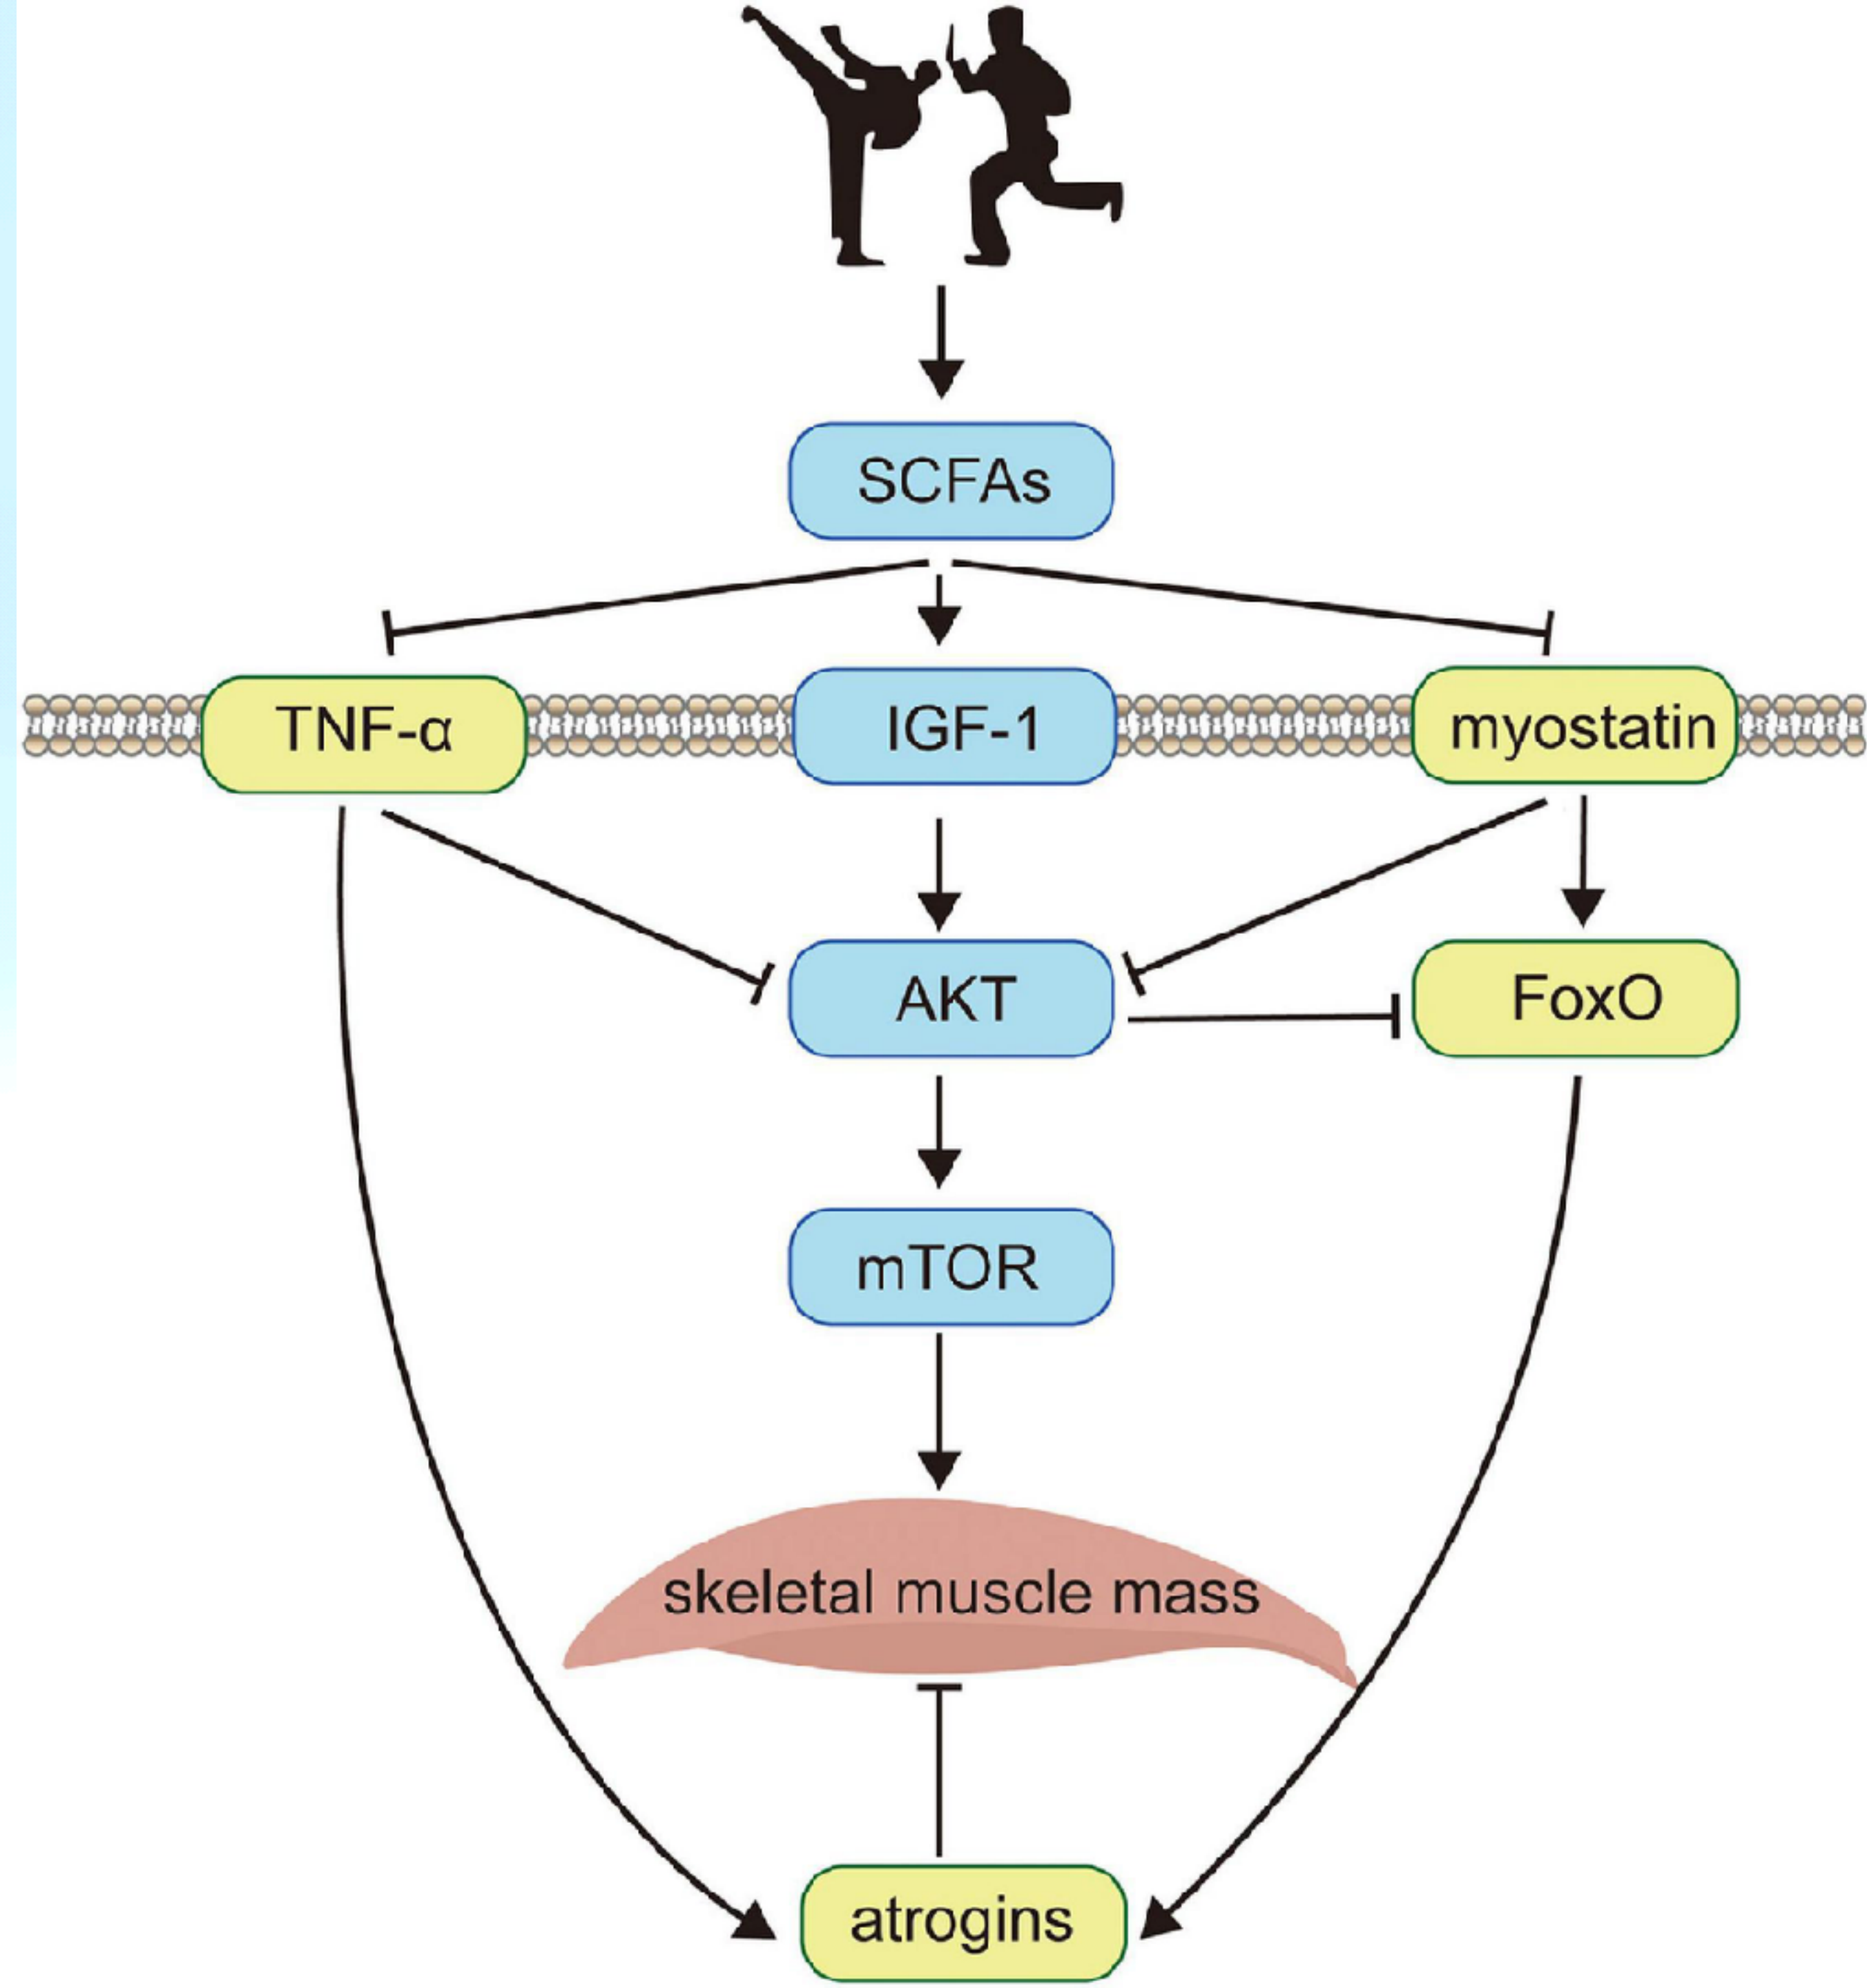 SCFAs
TNF-α
IGF-1
myostatin
AKT
FoxO
mTOR
skeletal muscle mass
atrogins